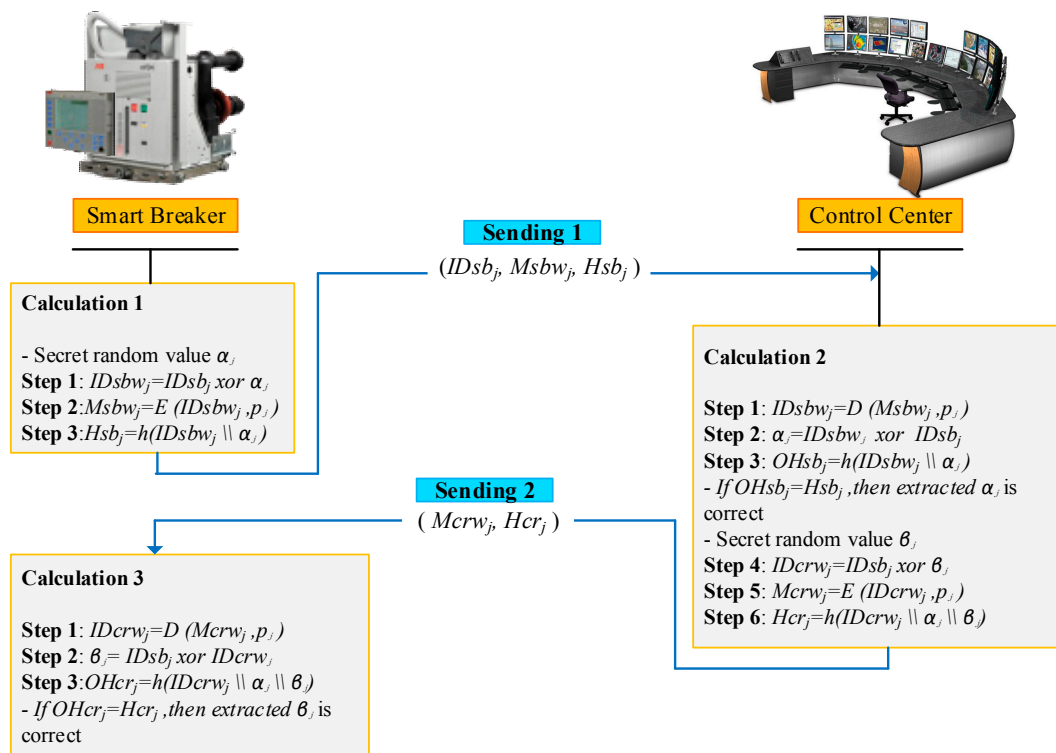 Smart Breaker
Control Center
Sending 1
(IDsbⱼ, Msbwⱼ, Hsbⱼ )
Calculation 1
- Secret random value αⱼ
Step 1: IDsbwⱼ=IDsbⱼ xor αⱼ
Step 2:Msbwⱼ=E (IDsbwⱼ ,pⱼ )
Step 3:Hsbⱼ=h(IDsbwⱼ \\ αⱼ )
Calculation 2
Step 1: IDsbwⱼ=D (Msbwⱼ ,pⱼ )
Step 2: αⱼ=IDsbwⱼ xor IDsbⱼ
Step 3: OHsbⱼ=h(IDsbwⱼ \\ αⱼ )
- If OHsbⱼ=Hsbⱼ ,then extracted αⱼ is
correct
- Secret random value βⱼ
Step 4: IDcrwⱼ=IDsbⱼ xor βⱼ
Step 5: Mcrwⱼ=E (IDcrwⱼ ,pⱼ )
Step 6: Hcrⱼ=h(IDcrwⱼ \\ αⱼ \\ βⱼ)
Sending 2
( Mcrwⱼ, Hcrⱼ )
Calculation 3
Step 1: IDcrwⱼ=D (Mcrwⱼ ,pⱼ )
Step 2: βⱼ= IDsbⱼ xor IDcrwⱼ
Step 3:OHcrⱼ=h(IDcrwⱼ \\ αⱼ \\ βⱼ)
- If OHcrⱼ=Hcrⱼ ,then extracted βⱼ is
correct